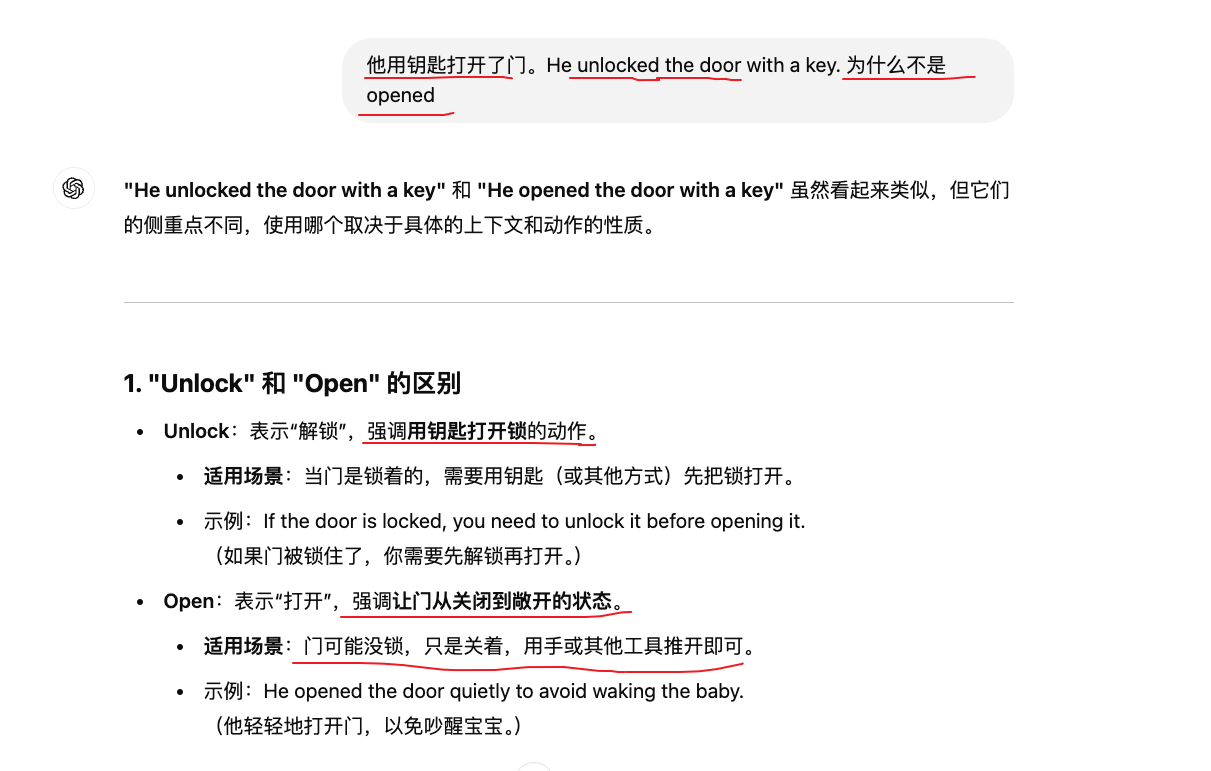 他用钥匙打开了门。He unlocked the door with a key. 为什么不是
opened
"He unlocked the door with a key" 和 "He opened the door with a key" 虽然看起来类似，但它们
的侧重点不同，使用哪个取决于具体的上下文和动作的性质。
1. "Unlock" 和 "Open" 的区别
• Unlock：表示“解锁”，强调用钥匙打开锁的动作。
• 适用场景：当门是锁着的，需要用钥匙（或其他方式）先把锁打开。
• 示例：If the door is locked, you need to unlock it before opening it.
（如果门被锁住了，你需要先解锁再打开。）
• Open：表示“打开”，强调让门从关闭到敞开的状态。
• 适用场景：门可能没锁，只是关着，用手或其他工具推开即可。
• 示例：He opened the door quietly to avoid waking the baby.
（他轻轻地打开门，以免吵醒宝宝。）